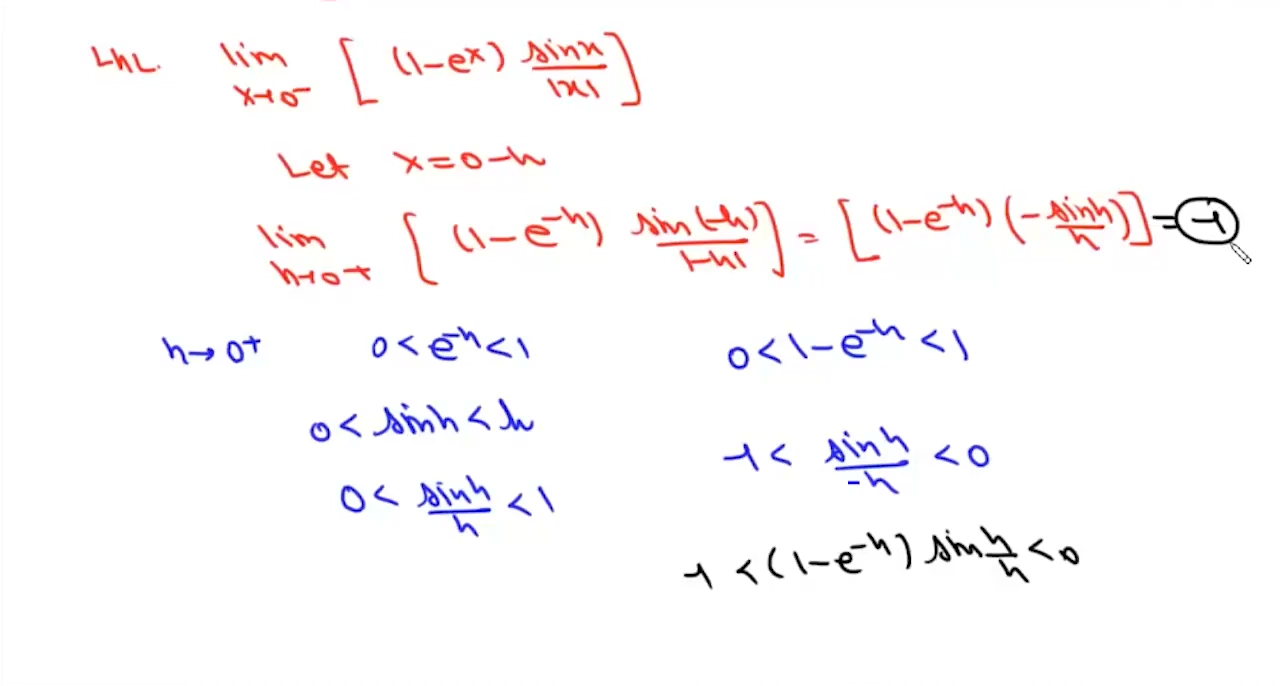 LhL. lim x→0⁻ [ (1-eˣ) sinx/|x| ]
Let x=0-h
lim h→0+ [ (1-e⁻ʰ) sin(-h)/|-h| ] = [ (1-e⁻ʰ) (- sinh/h) ] = -1
h→0+ 0<e⁻ʰ<1 0<1-e⁻ʰ<1
0< sinh <h -1< sinh/-h <0
0< sinh/h <1
-1 <(1-e⁻ʰ) sinh/h <0